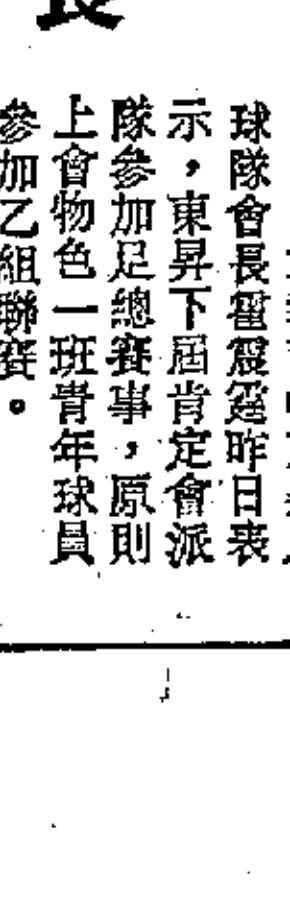 長
球隊會長霍震霆昨日表
示，東昇下屆肯定會派
隊參加足總賽事，原則
上會物色一班青年球員
參加乙組聯賽。